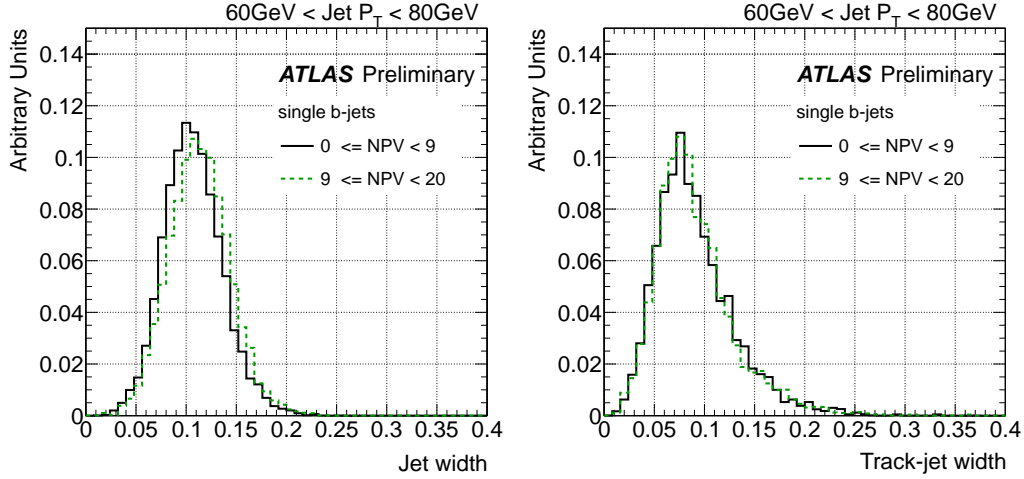 60GeV < Jet P_T < 80GeV
Arbitrary Units
0.14
0.12
0.1
0.08
0.06
0.04
0.02
0
ATLAS Preliminary
single b-jets
0 <= NPV < 9
9 <= NPV < 20
0 0.05 0.1 0.15 0.2 0.25 0.3 0.35 0.4
Jet width
60GeV < Jet P_T < 80GeV
Arbitrary Units
0.14
0.12
0.1
0.08
0.06
0.04
0.02
0
ATLAS Preliminary
single b-jets
0 <= NPV < 9
9 <= NPV < 20
0 0.05 0.1 0.15 0.2 0.25 0.3 0.35 0.4
Track-jet width